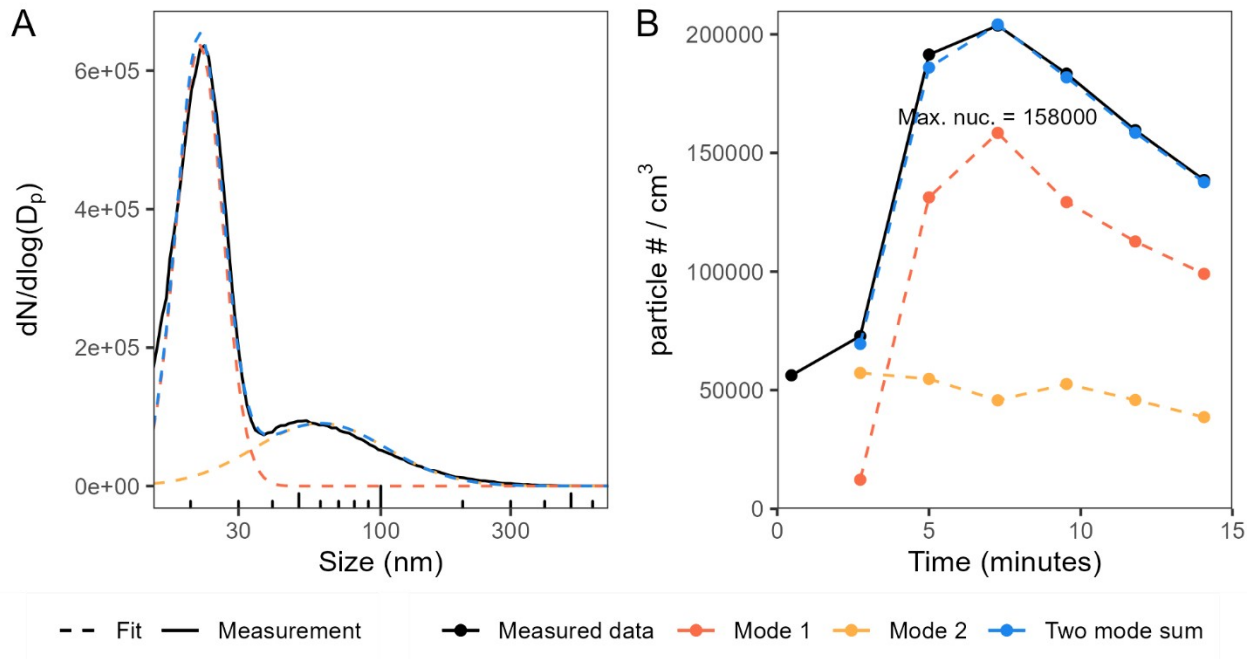 A
B
dN/dlog(Dp)
6e+05
4e+05
2e+05
0e+00
30
100
300
Size (nm)
particle # / cm³
200000
150000
100000
50000
0
Max. nuc. = 158000
0
5
10
15
Time (minutes)
Fit
Measurement
Measured data
Mode 1
Mode 2
Two mode sum